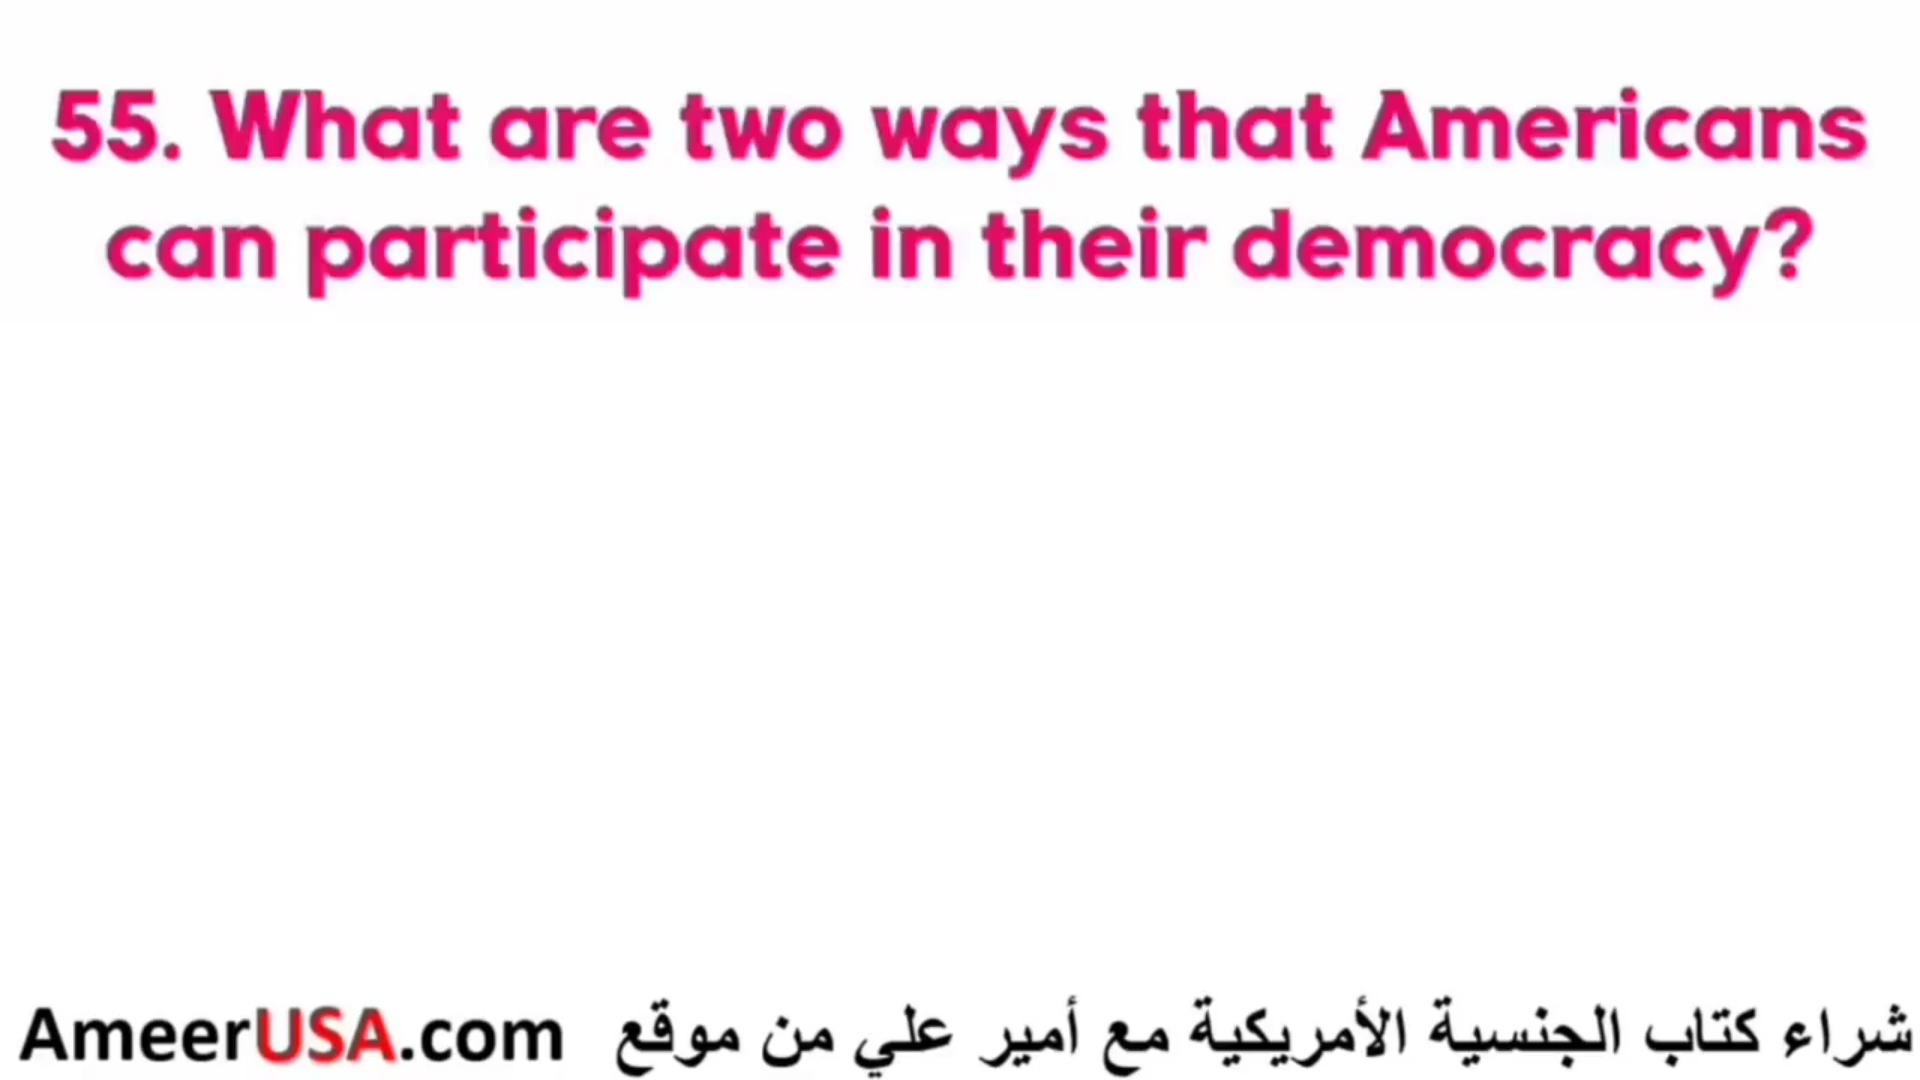 55. What are two ways that Americans
can participate in their democracy?
شراء كتاب الجنسية الأمريكية مع أمير علي من موقع AmeerUSA.com